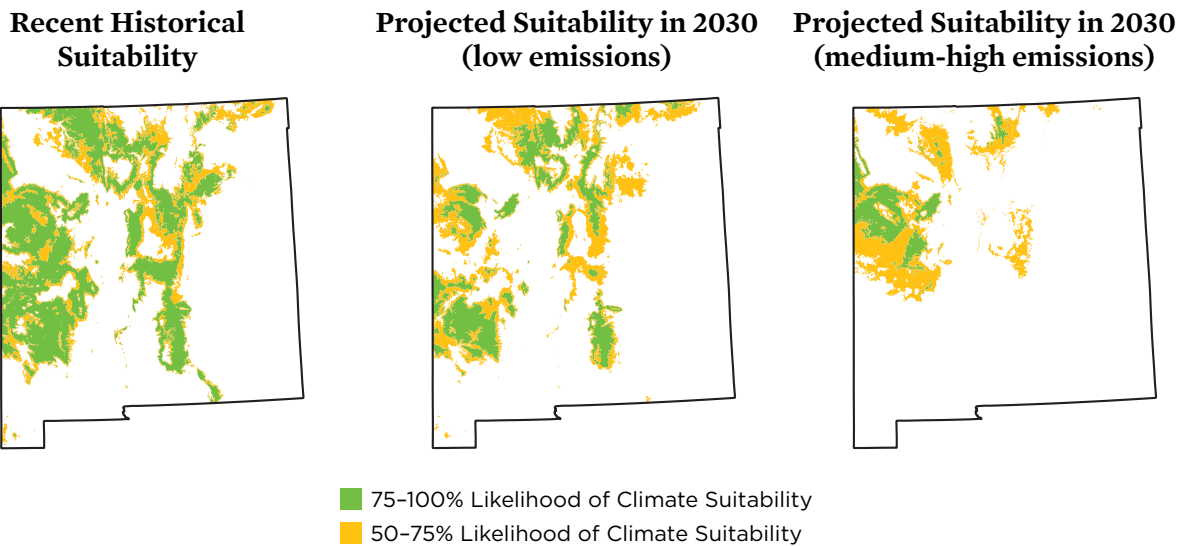 Recent Historical
Suitability
Projected Suitability in 2030
(low emissions)
Projected Suitability in 2030
(medium-high emissions)
75–100% Likelihood of Climate Suitability
50–75% Likelihood of Climate Suitability